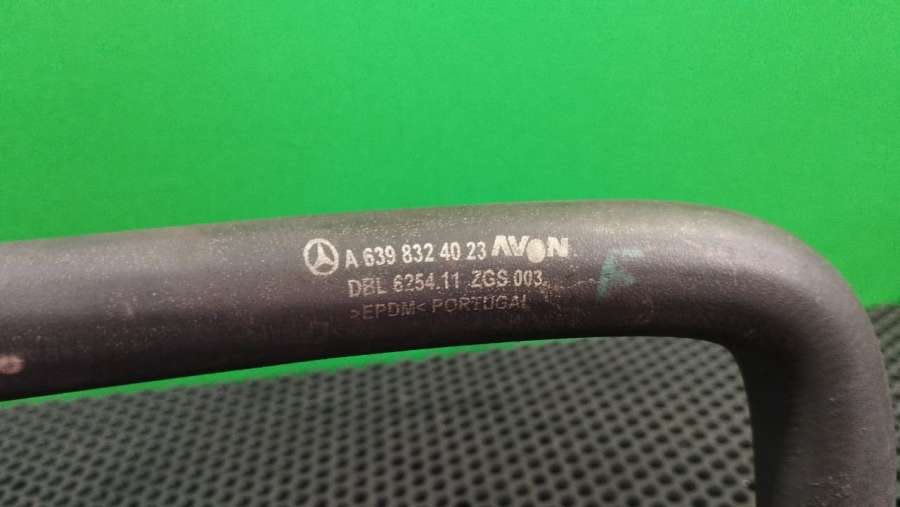 A 639 832 40 23 AVON
DBL 6254.11 ZGS 003
>EPDM< PORTUGAL
F